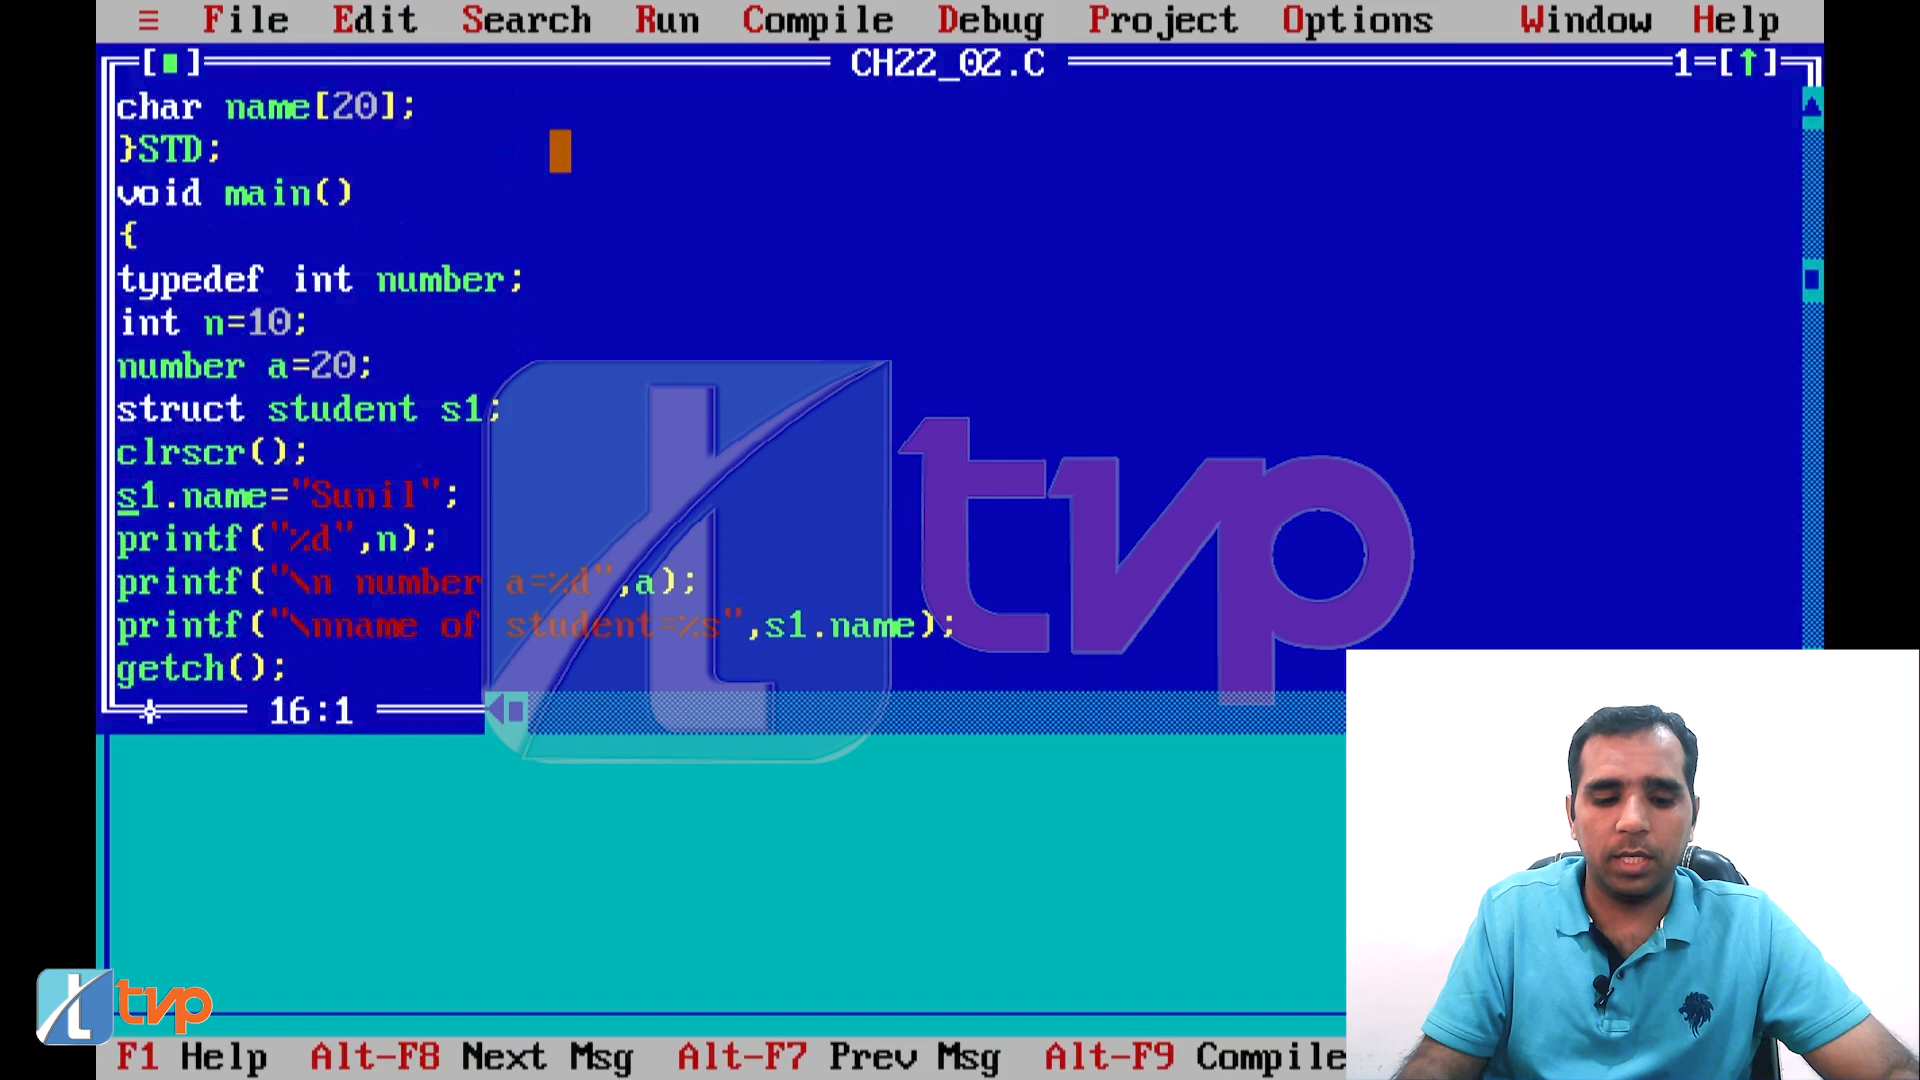 ≡ File Edit Search Run Compile Debug Project Options Window Help
[■] CH22_02.C 1=[↑]
char name[20];
}STD;
void main()
{
typedef int number;
int n=10;
number a=20;
struct student s1;
clrscr();
s1.name="Sunil";
printf("%d",n);
printf("\n number a=%d",a);
printf("\nname of student=%s",s1.name);
getch();
16:1
t tvp
t tvp
F1 Help Alt-F8 Next Msg Alt-F7 Prev Msg Alt-F9 Compile